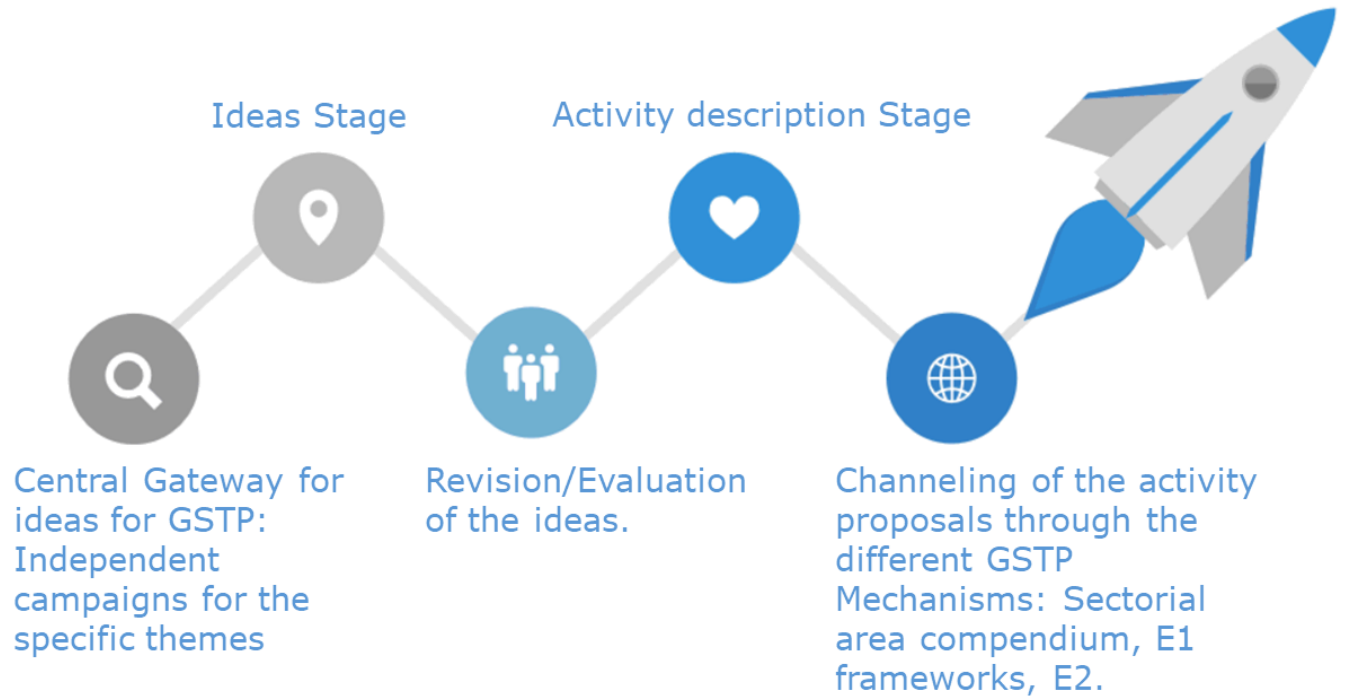 Ideas Stage
Activity description Stage
Central Gateway for
ideas for GSTP:
Independent
campaigns for the
specific themes
Revision/Evaluation
of the ideas.
Channeling of the activity
proposals through the
different GSTP
Mechanisms: Sectorial
area compendium, E1
frameworks, E2.